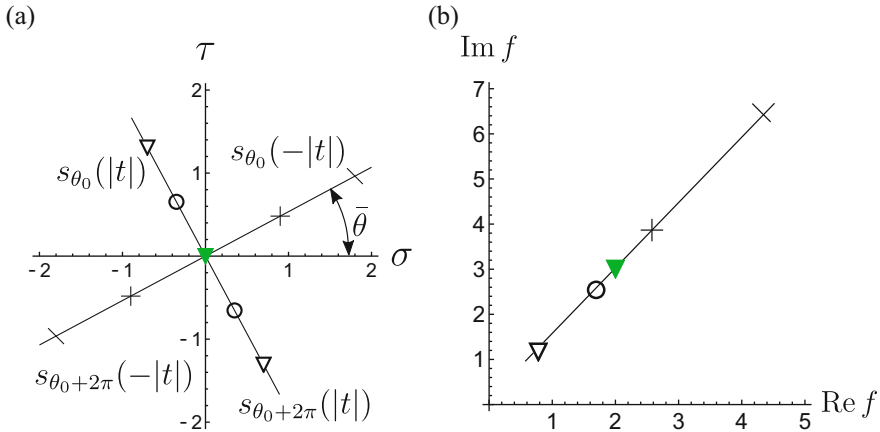 (a)
τ
2
s_{θ_0}(|t|)
1
s_{θ_0}(-|t|)
θ̄
-2
-1
1
2
σ
s_{θ_0+2π}(-|t|)
-1
s_{θ_0+2π}(|t|)
-2
(b)
Im f
7
6
5
4
3
2
1
1
2
3
4
5
Re f